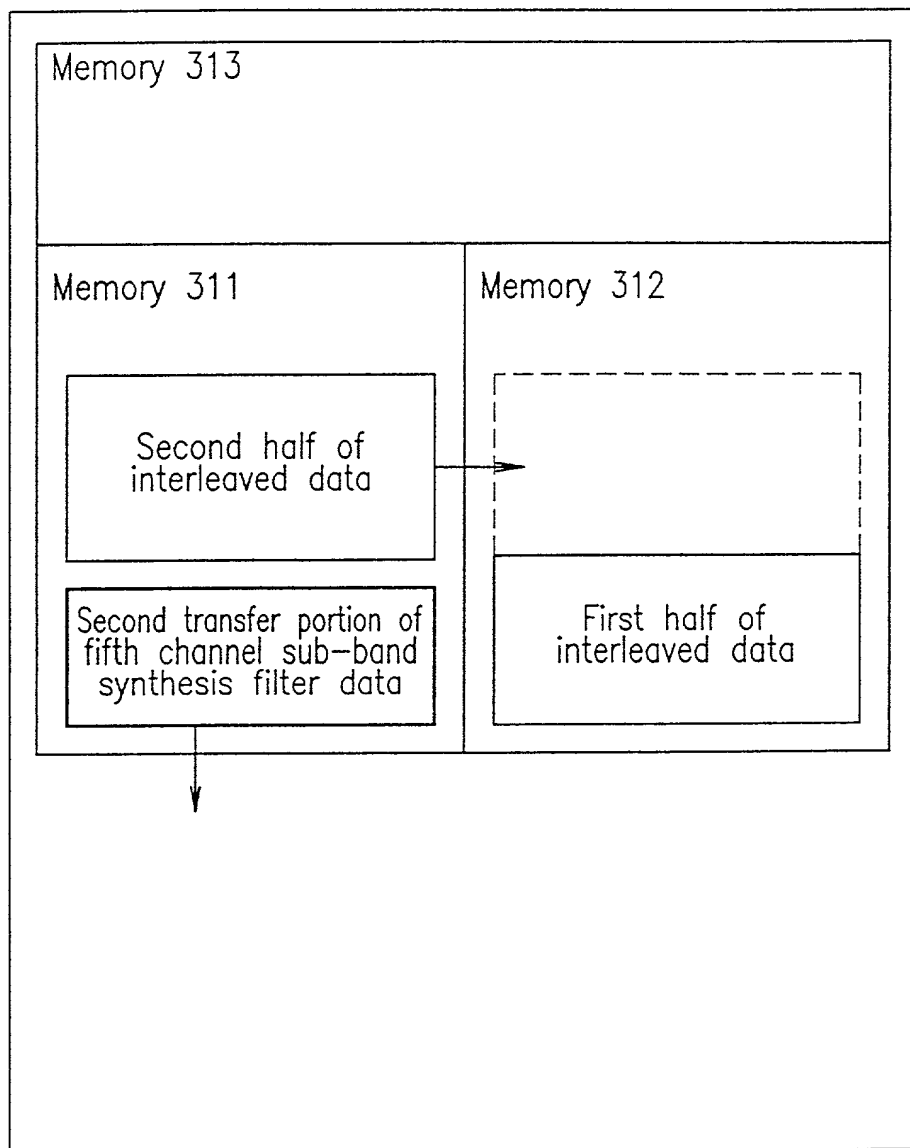 Memory 313
Memory 311
Memory 312
Second half of
interleaved data
Second transfer portion of
fifth channel sub-band
synthesis filter data
First half of
interleaved data